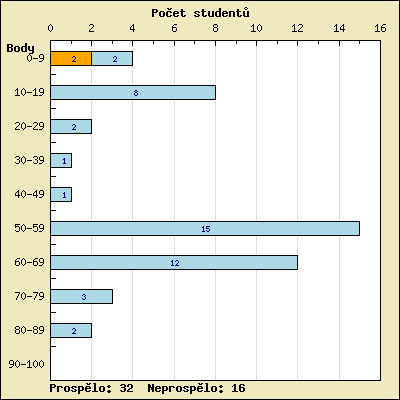 Počet studentů
0 2 4 6 8 10 12 14 16
Body
0-9 2 2
10-19 8
20-29 2
30-39 1
40-49 1
50-59 15
60-69 12
70-79 3
80-89 2
90-100
Prospělo: 32 Neprospělo: 16